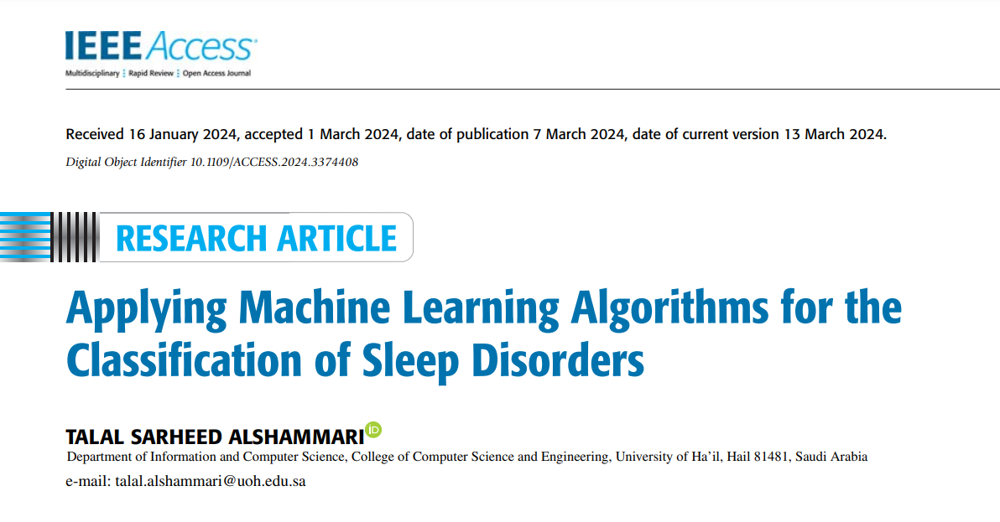 IEEE Access®
Multidisciplinary ⋮ Rapid Review ⋮ Open Access Journal
Received 16 January 2024, accepted 1 March 2024, date of publication 7 March 2024, date of current version 13 March 2024.
Digital Object Identifier 10.1109/ACCESS.2024.3374408
RESEARCH ARTICLE
Applying Machine Learning Algorithms for the
Classification of Sleep Disorders
TALAL SARHEED ALSHAMMARI iD
Department of Information and Computer Science, College of Computer Science and Engineering, University of Ha’il, Hail 81481, Saudi Arabia
e-mail: talal.alshammari@uoh.edu.sa